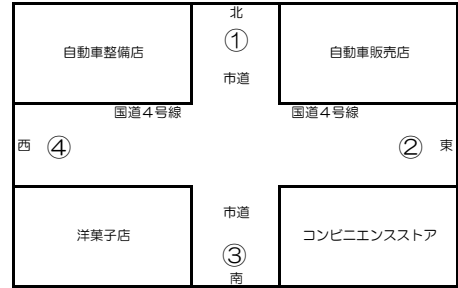 北
①
自動車整備店
自動車販売店
市道
国道4号線
国道4号線
西 ④
② 東
市道
洋菓子店
コンビニエンスストア
③
南